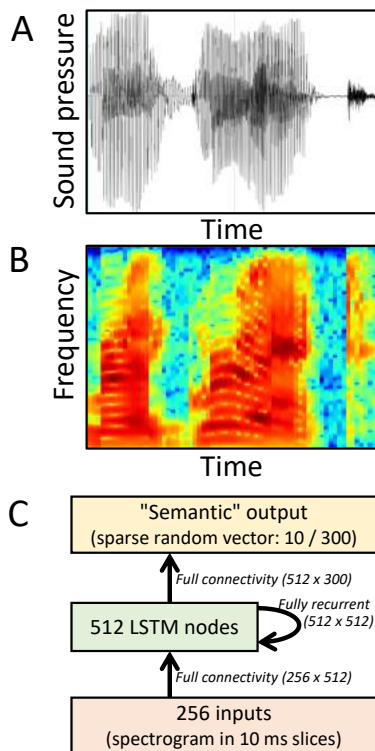 A
Sound pressure
Time
B
Frequency
Time
C
"Semantic" output
(sparse random vector: 10 / 300)
Full connectivity (512 x 300)
Fully recurrent
(512 x 512)
512 LSTM nodes
Full connectivity (256 x 512)
256 inputs
(spectrogram in 10 ms slices)